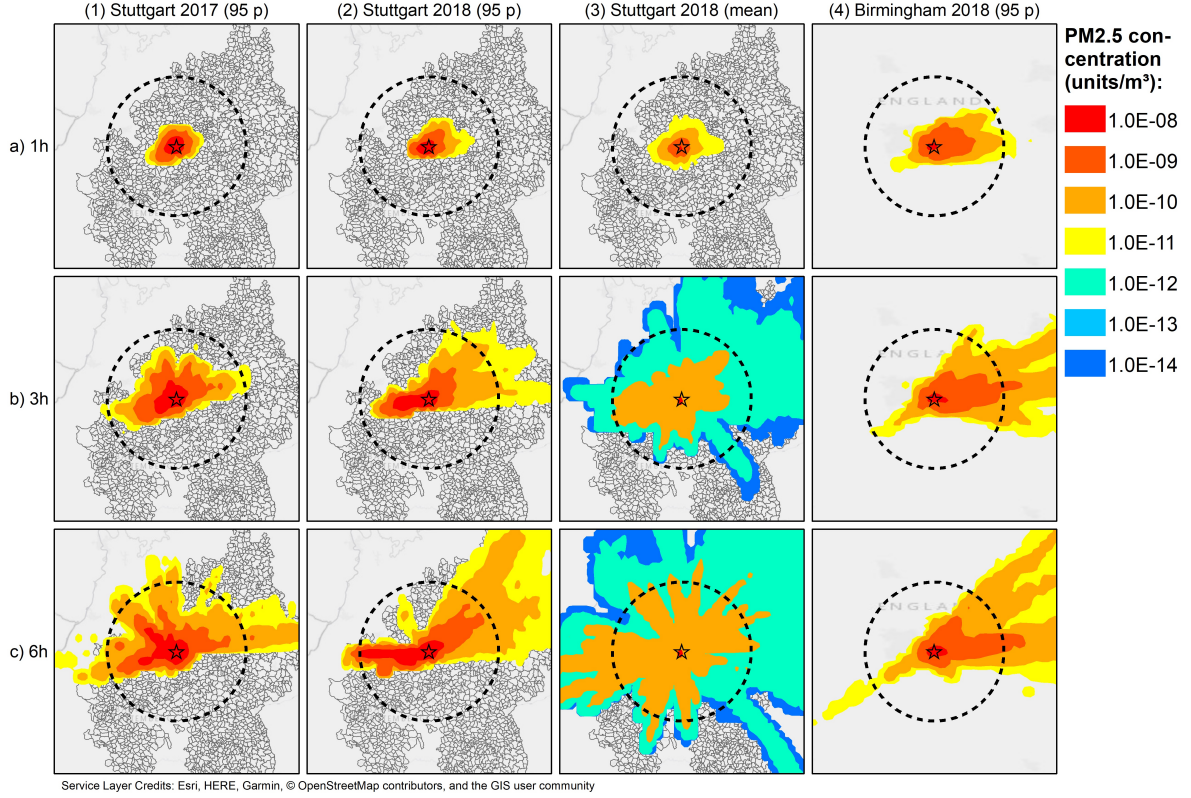 (1) Stuttgart 2017 (95 p)
(2) Stuttgart 2018 (95 p)
(3) Stuttgart 2018 (mean)
(4) Birmingham 2018 (95 p)
PM2.5 con-
centration
(units/m³):
1.0E-08
1.0E-09
1.0E-10
1.0E-11
1.0E-12
1.0E-13
1.0E-14
a) 1h
ENGLAND
b) 3h
ENGLAND
c) 6h
ENGLAND
Service Layer Credits: Esri, HERE, Garmin, © OpenStreetMap contributors, and the GIS user community